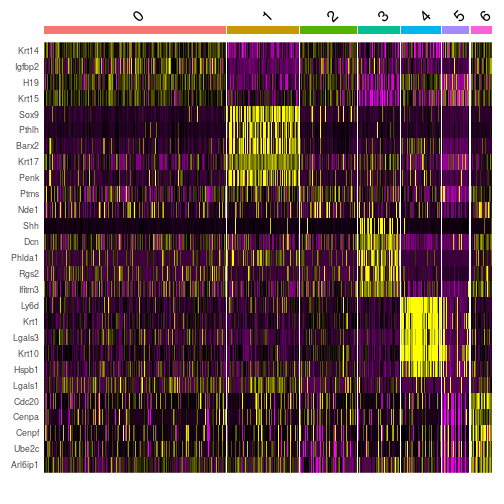 0 1 2 3 4 5 6
Krt14
Igfbp2
H19
Krt15
Sox9
Pthlh
Barx2
Krt17
Penk
Ptms
Nde1
Shh
Dcn
Phlda1
Rgs2
Ifitm3
Ly6d
Krt1
Lgals3
Krt10
Hspb1
Lgals1
Cdc20
Cenpa
Cenpf
Ube2c
Arl6ip1